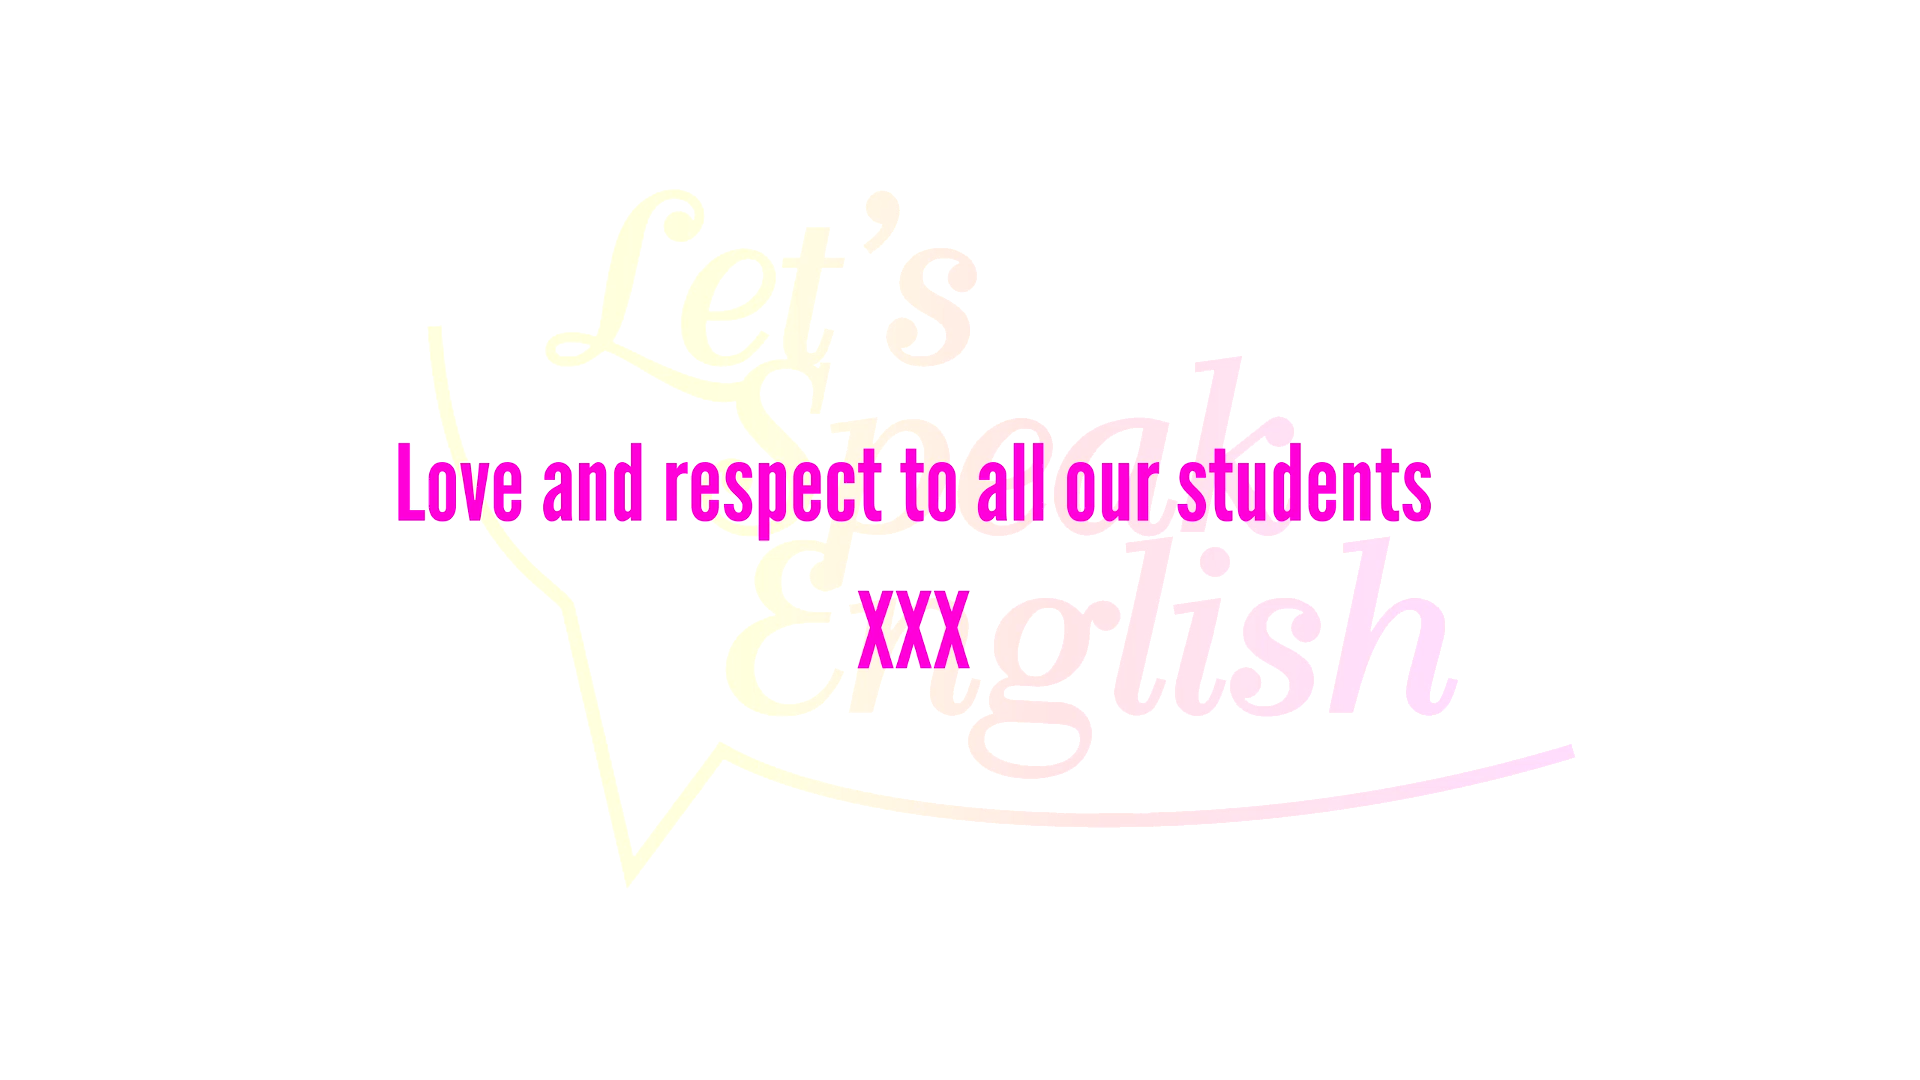 Let's
Speak
English
Love and respect to all our students
XXX